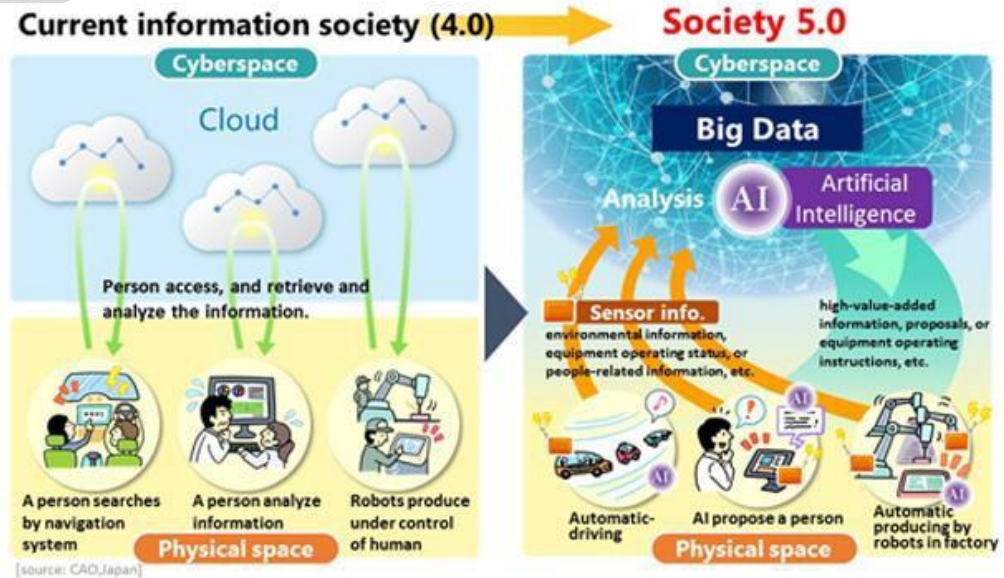 Current information society (4.0)
Society 5.0
Cyberspace
Cloud
Person access, and retrieve and
analyze the information.
A person searches
by navigation
system
A person analyze
information
Robots produce
under control
of human
Physical space
[source: CAO,Japan]
Cyberspace
Big Data
Analysis
AI
Artificial
Intelligence
Sensor info.
environmental information,
equipment operating status, or
people-related information, etc.
high-value-added
information, proposals, or
equipment operating
instructions, etc.
AI
AI
AI
Automatic-
driving
AI propose a person
Automatic
producing by
robots in factory
Physical space